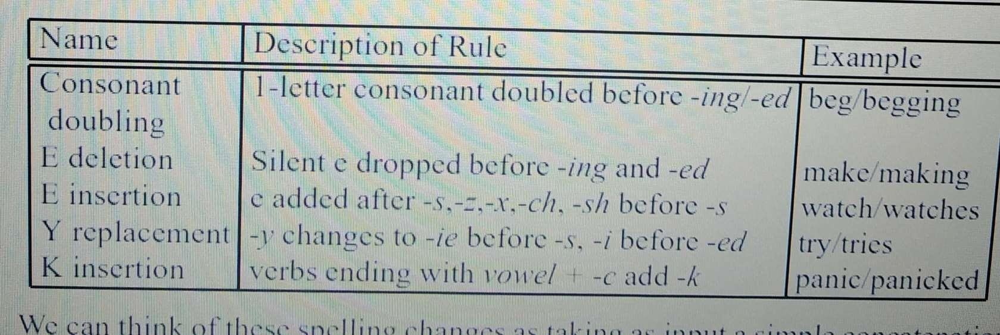 Name Description of Rule Example
Consonant 1-letter consonant doubled before -ing/-ed beg/begging
doubling
E deletion Silent e dropped before -ing and -ed make/making
E insertion e added after -s,-z,-x,-ch, -sh before -s watch/watches
Y replacement -y changes to -ie before -s, -i before -ed try/tries
K insertion verbs ending with vowel + -c add -k panic/panicked
We can think of these spelling changes as taking as input a simple